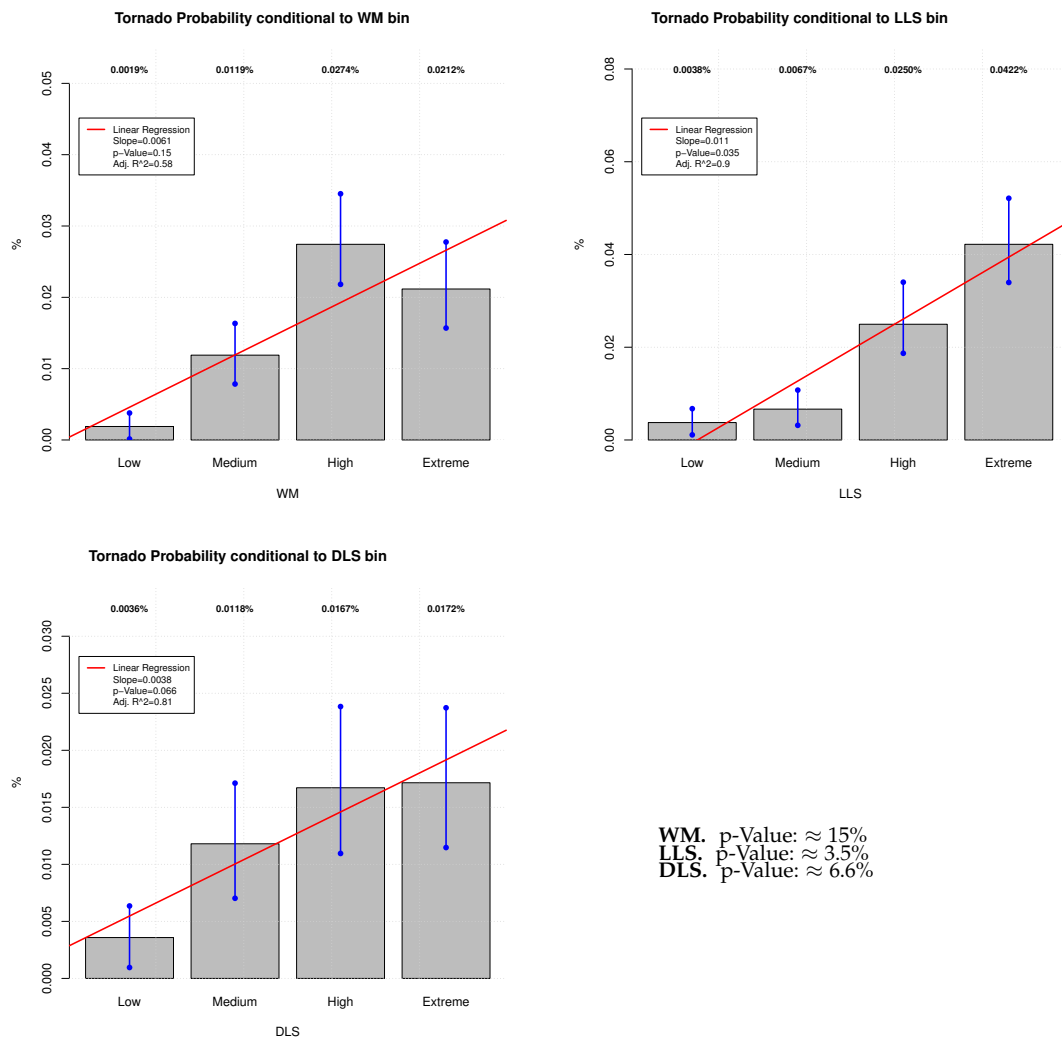 Tornado Probability conditional to WM bin
0.0019% 0.0119% 0.0274% 0.0212%
0.05
0.04
0.03
0.02
0.01
0.00
%
Linear Regression
Slope=0.0061
p−Value=0.15
Adj. R^2=0.58
Low Medium High Extreme
WM
Tornado Probability conditional to LLS bin
0.0038% 0.0067% 0.0250% 0.0422%
0.08
0.06
0.04
0.02
0.00
%
Linear Regression
Slope=0.011
p−Value=0.035
Adj. R^2=0.9
Low Medium High Extreme
LLS
Tornado Probability conditional to DLS bin
0.0036% 0.0118% 0.0167% 0.0172%
0.030
0.025
0.020
0.015
0.010
0.005
0.000
%
Linear Regression
Slope=0.0038
p−Value=0.066
Adj. R^2=0.81
Low Medium High Extreme
DLS
WM. p-Value: ≈ 15%
LLS. p-Value: ≈ 3.5%
DLS. p-Value: ≈ 6.6%